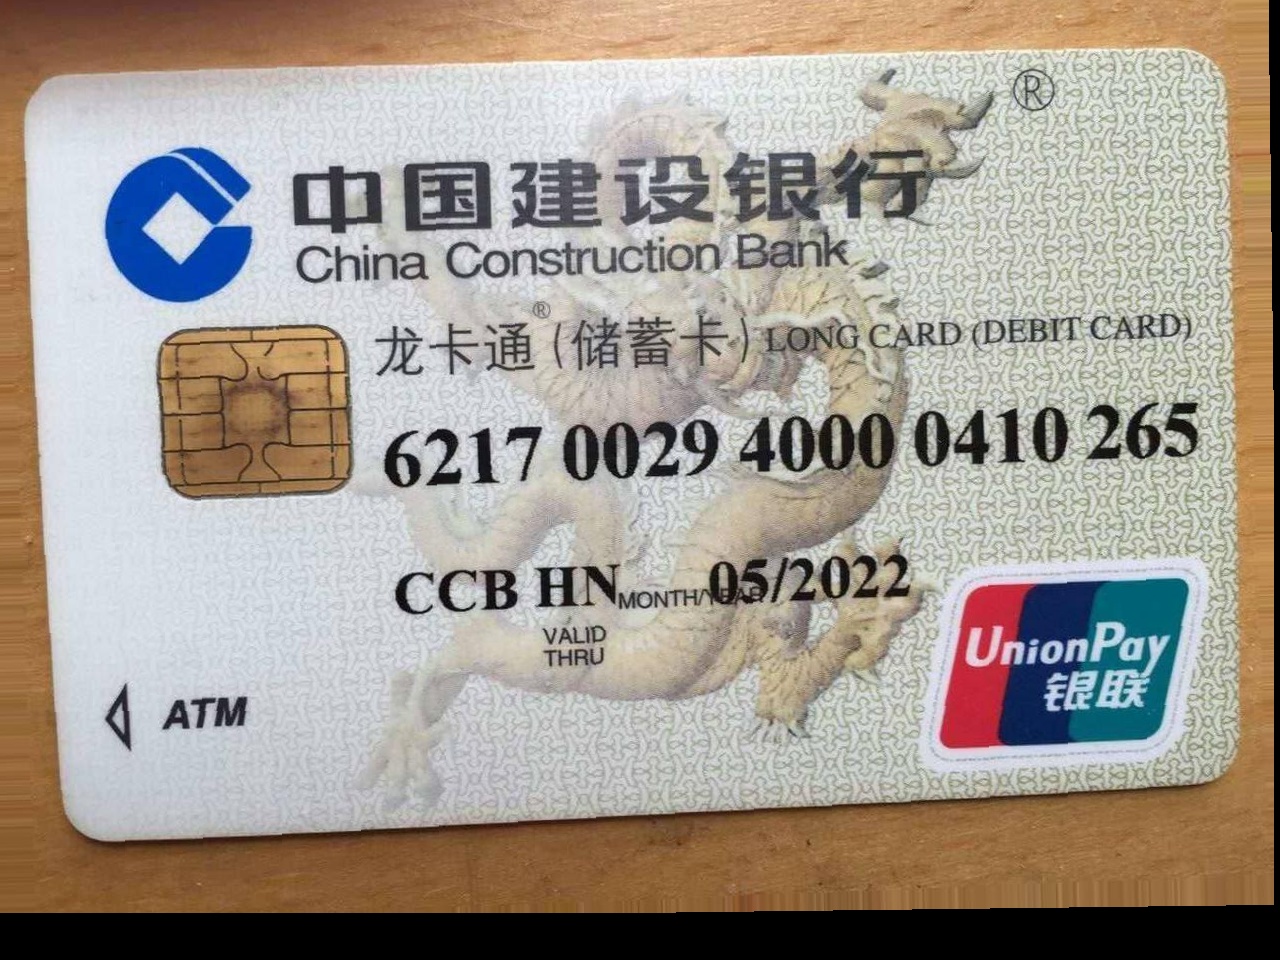 ®
中国建设银行
China Construction Bank
龙卡通®(储蓄卡) LONG CARD (DEBIT CARD)
6217 0029 4000 0410 265
CCB HN MONTH/YEAR 05/2022
VALID
THRU
ATM
UnionPay
银联